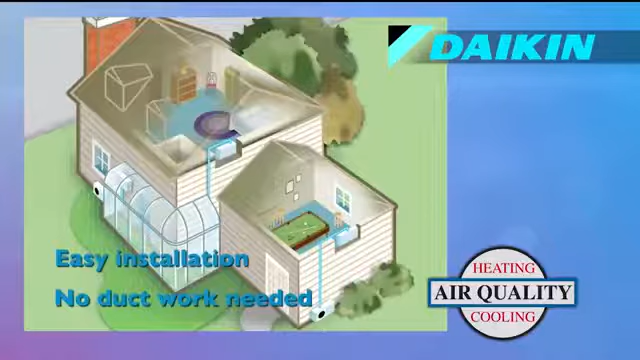 DAIKIN
Easy installation
No duct work needed
HEATING
AIR QUALITY
COOLING